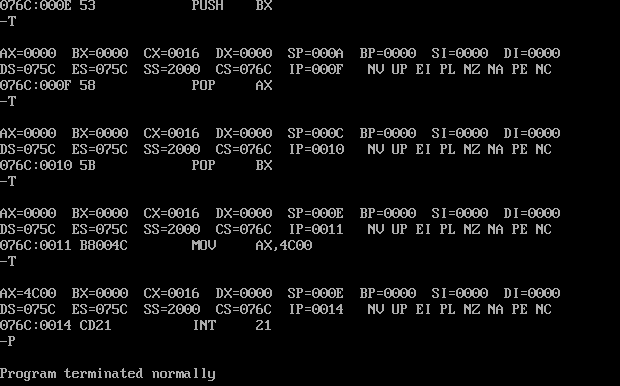 076C:000E 53            PUSH    BX
-T
AX=0000  BX=0000  CX=0016  DX=0000  SP=000A  BP=0000  SI=0000  DI=0000
DS=075C  ES=075C  SS=2000  CS=076C  IP=000F   NV UP EI PL NZ NA PE NC
076C:000F 58            POP     AX
-T
AX=0000  BX=0000  CX=0016  DX=0000  SP=000C  BP=0000  SI=0000  DI=0000
DS=075C  ES=075C  SS=2000  CS=076C  IP=0010   NV UP EI PL NZ NA PE NC
076C:0010 5B            POP     BX
-T
AX=0000  BX=0000  CX=0016  DX=0000  SP=000E  BP=0000  SI=0000  DI=0000
DS=075C  ES=075C  SS=2000  CS=076C  IP=0011   NV UP EI PL NZ NA PE NC
076C:0011 B8004C        MOV     AX,4C00
-T
AX=4C00  BX=0000  CX=0016  DX=0000  SP=000E  BP=0000  SI=0000  DI=0000
DS=075C  ES=075C  SS=2000  CS=076C  IP=0014   NV UP EI PL NZ NA PE NC
076C:0014 CD21          INT     21
-P
Program terminated normally